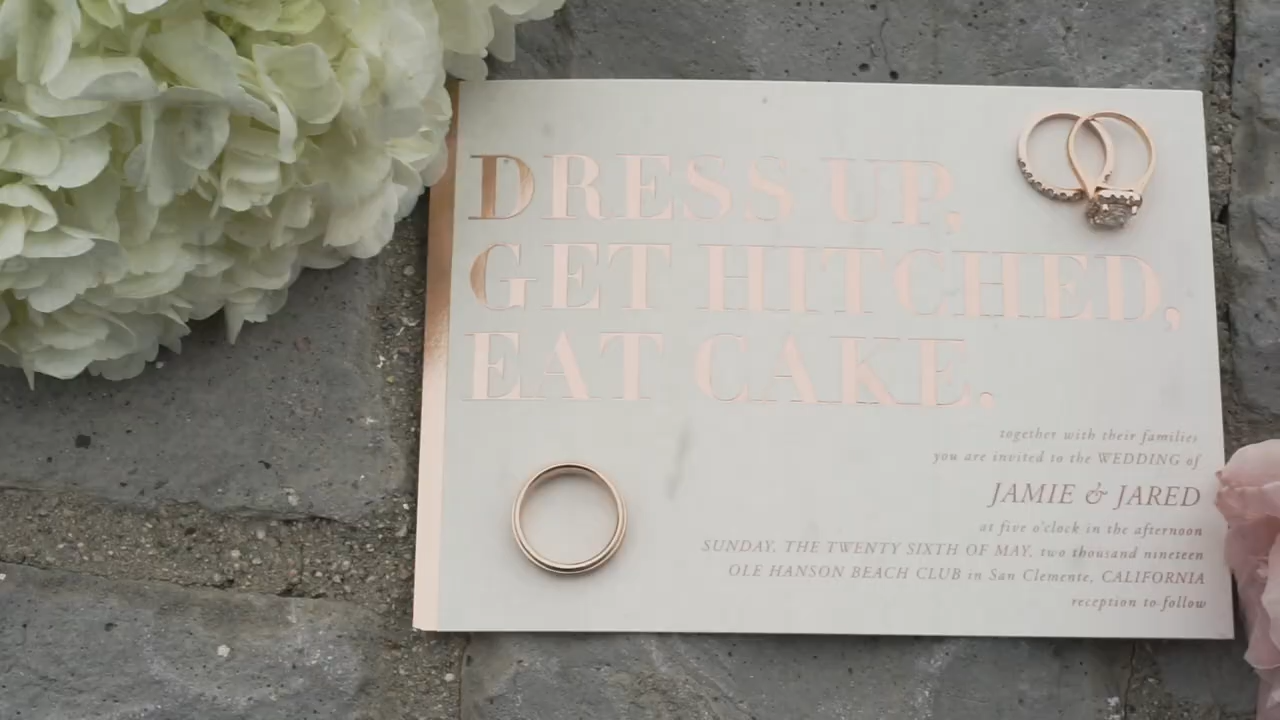 DRESS UP,
GET HITCHED,
EAT CAKE.
together with their families
you are invited to the WEDDING of
JAMIE & JARED
at five o'clock in the afternoon
SUNDAY, THE TWENTY SIXTH OF MAY, two thousand nineteen
OLE HANSON BEACH CLUB in San Clemente, CALIFORNIA
reception to follow